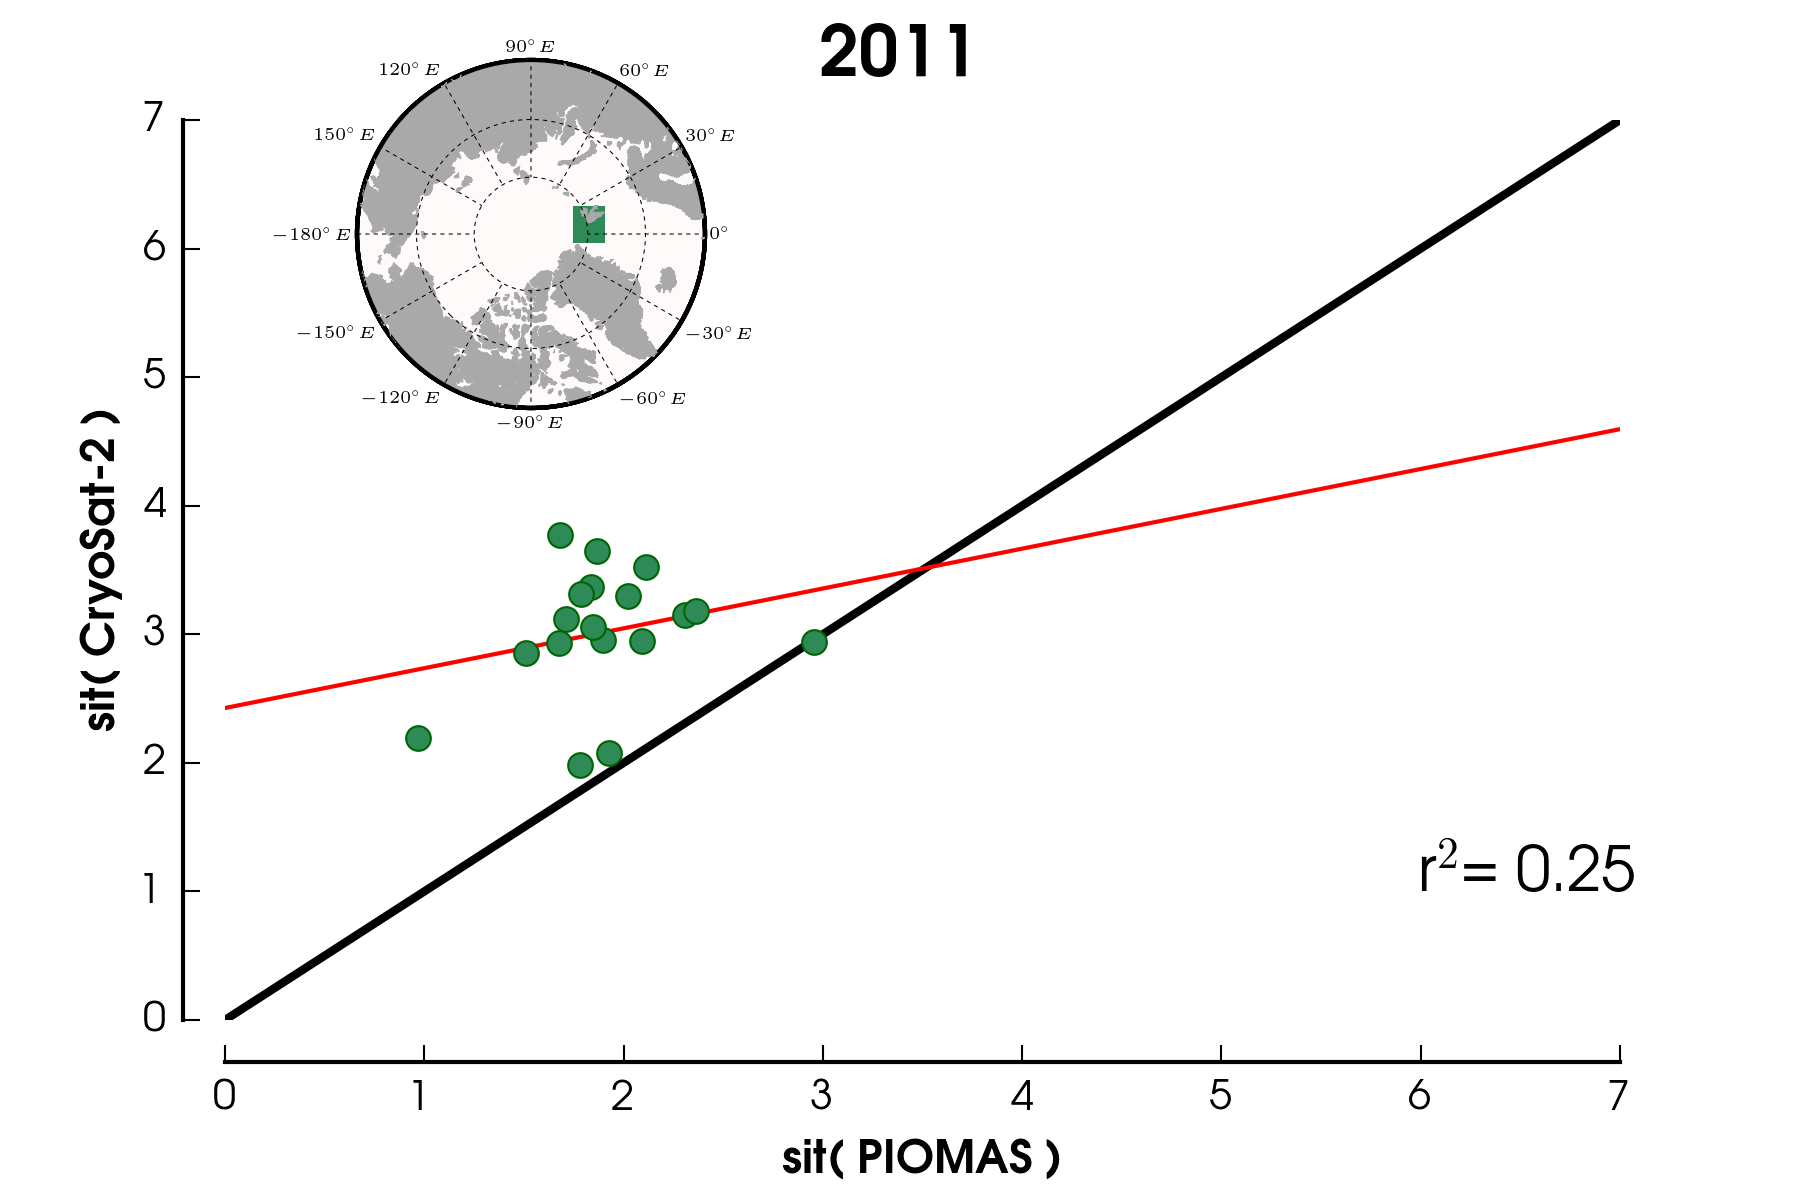 2011
90° E
120° E
60° E
150° E
30° E
−180° E
0°
−150° E
−30° E
−120° E
−60° E
−90° E
7
6
5
4
3
2
1
0
sit( CryoSat-2 )
r²= 0.25
0 1 2 3 4 5 6 7
sit( PIOMAS )